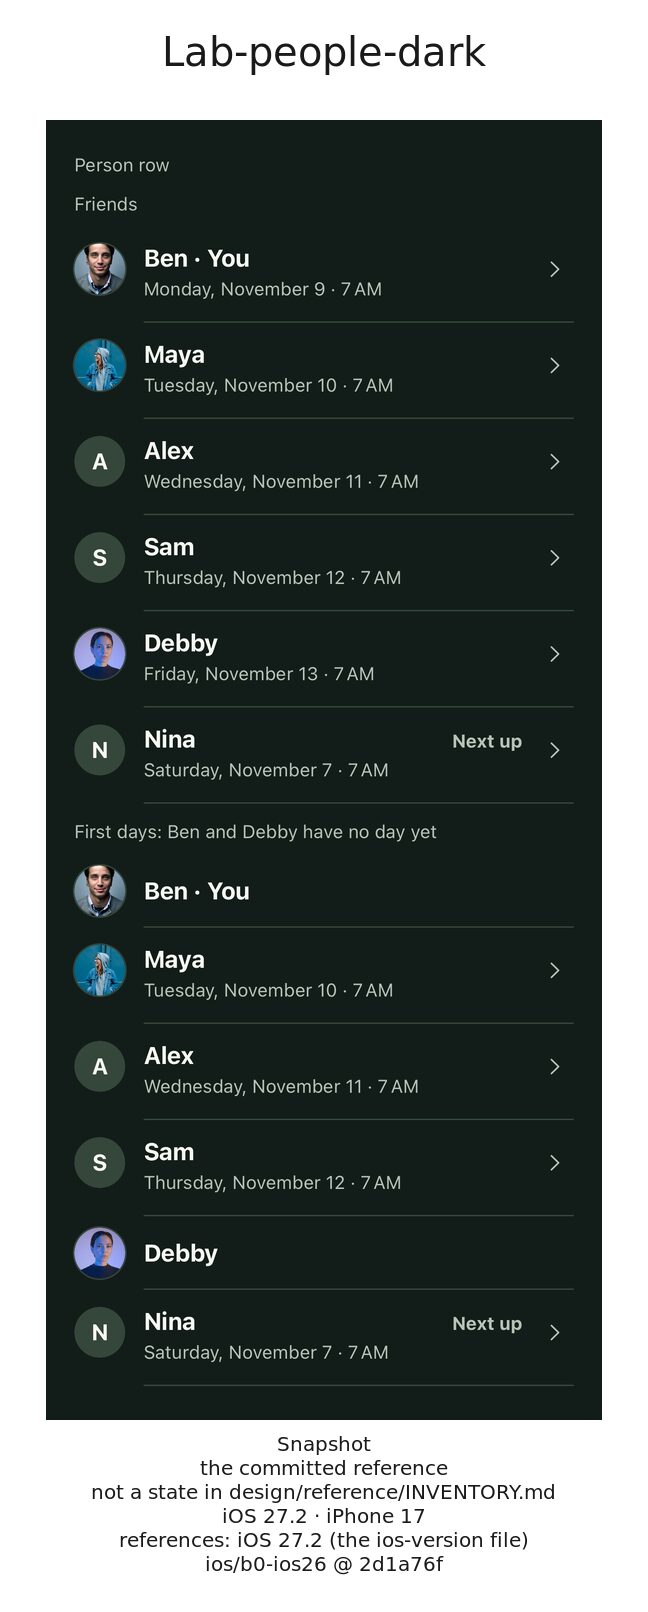 Lab-people-dark
Person row
Friends
Ben · You
Monday, November 9 · 7 AM
Maya
Tuesday, November 10 · 7 AM
A
Alex
Wednesday, November 11 · 7 AM
S
Sam
Thursday, November 12 · 7 AM
Debby
Friday, November 13 · 7 AM
N
Nina
Next up
Saturday, November 7 · 7 AM
First days: Ben and Debby have no day yet
Ben · You
Maya
Tuesday, November 10 · 7 AM
A
Alex
Wednesday, November 11 · 7 AM
S
Sam
Thursday, November 12 · 7 AM
Debby
N
Nina
Next up
Saturday, November 7 · 7 AM
Snapshot
the committed reference
not a state in design/reference/INVENTORY.md
iOS 27.2 · iPhone 17
references: iOS 27.2 (the ios-version file)
ios/b0-ios26 @ 2d1a76f